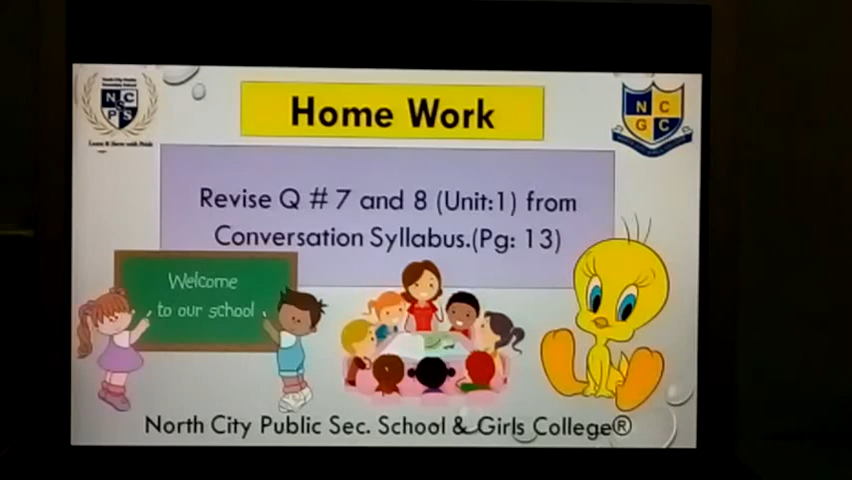 Home Work
N C
P S
N C
G C
Revise Q # 7 and 8 (Unit:1) from
Conversation Syllabus.(Pg: 13)
Welcome
to our school
North City Public Sec. School & Girls College®